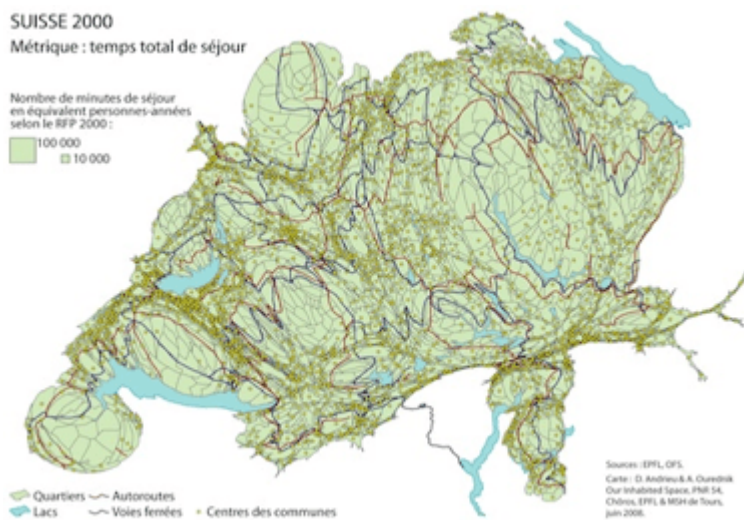 SUISSE 2000
Métrique : temps total de séjour
Nombre de minutes de séjour
en équivalent personnes-années
selon le RFP 2000 :
100 000
10 000
Quartiers
Autoroutes
Lacs
Voies ferrées
Centres des communes
Sources : EPFL, OFS.
Carte : D. Andrieu & A. Ourednik
Our Inhabited Space, PNR 54,
Chôros, EPFL & MSH de Tours,
juin 2008.